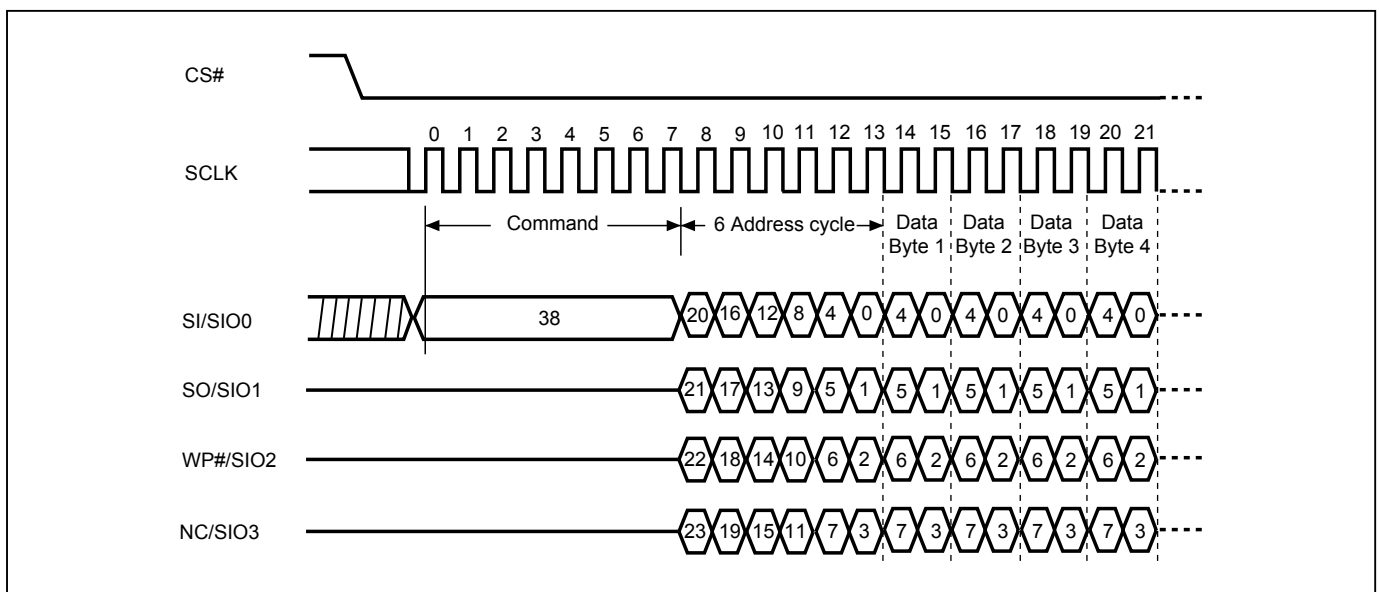 CS#
0 1 2 3 4 5 6 7 8 9 10 11 12 13 14 15 16 17 18 19 20 21
SCLK
Command 6 Address cycle Data Byte 1 Data Byte 2 Data Byte 3 Data Byte 4
SI/SIO0 38 20 16 12 8 4 0 4 0 4 0 4 0 4 0
SO/SIO1 21 17 13 9 5 1 5 1 5 1 5 1 5 1
WP#/SIO2 22 18 14 10 6 2 6 2 6 2 6 2 6 2
NC/SIO3 23 19 15 11 7 3 7 3 7 3 7 3 7 3